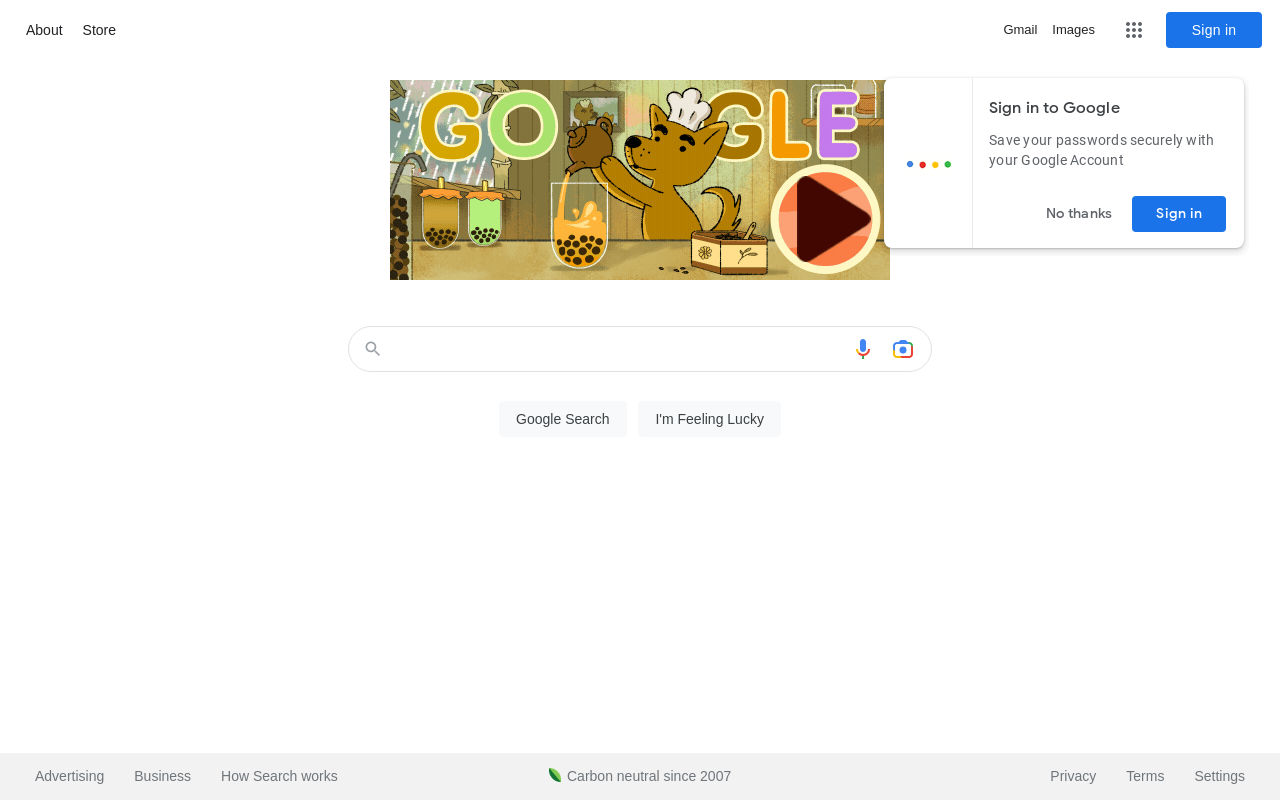 About
Store
Gmail
Images
Sign in
GO GLE
Sign in to Google
Save your passwords securely with
your Google Account
No thanks
Sign in
Google Search
I'm Feeling Lucky
Advertising
Business
How Search works
Carbon neutral since 2007
Privacy
Terms
Settings